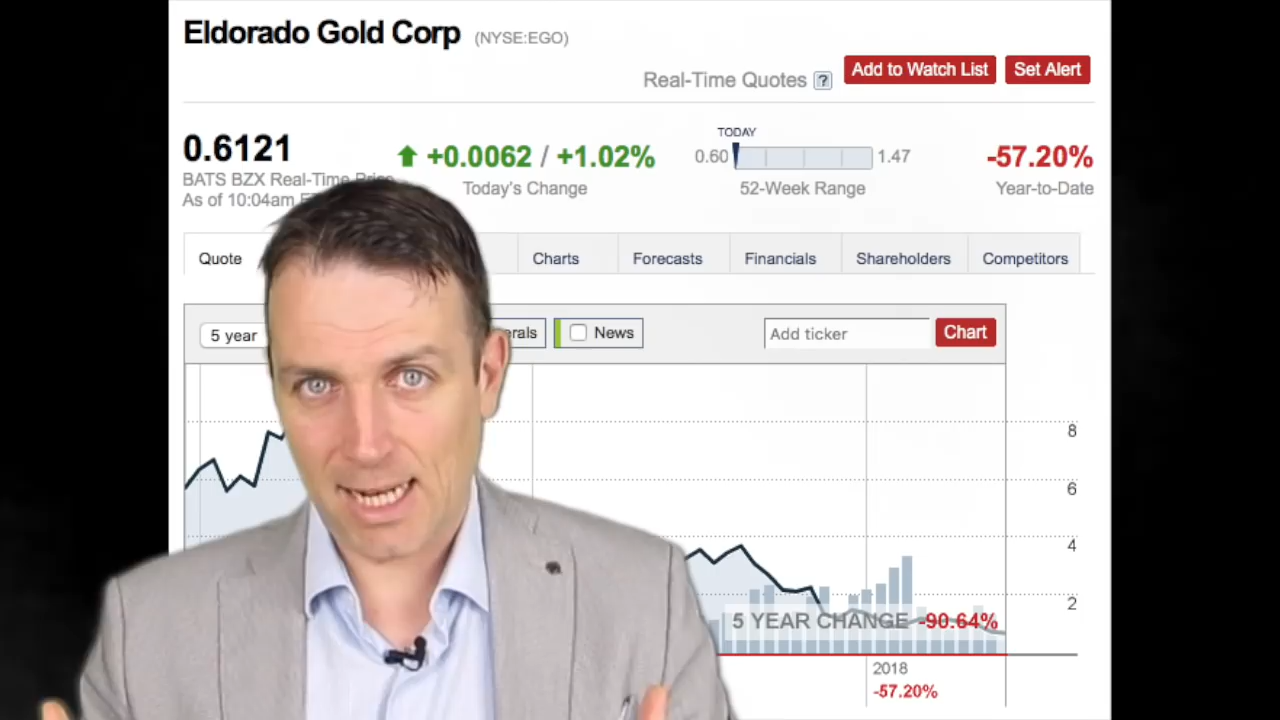 Eldorado Gold Corp (NYSE:EGO)
Real-Time Quotes ? Add to Watch List Set Alert
TODAY
0.6121 +0.0062 / +1.02% 0.60 1.47 -57.20%
BATS BZX Real-Time Price Today's Change 52-Week Range Year-to-Date
As of 10:04am
Quote Charts Forecasts Financials Shareholders Competitors
5 year News Add ticker Chart
8
6
4
2
5 YEAR CHANGE -90.64%
2018
-57.20%